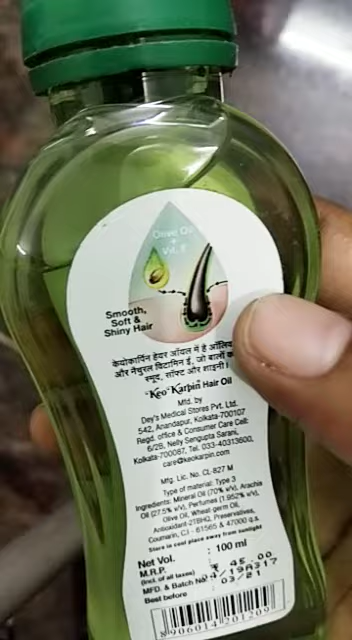 Olive Oil
+
Vit. E
Smooth,
Soft &
Shiny Hair
केयोकार्पिन हेयर ऑयल में है ऑलिव
और नैचुरल विटामिन ई, जो बालों को
स्मूद, सॉफ्ट और शाइनी।
Keo Karpin Hair Oil
Mfd. by
Dey's Medical Stores Pvt. Ltd.
542, Anandapur, Kolkata-700107
Regd. office & Consumer Care Cell:
6/2B, Nelly Sengupta Sarani,
Kolkata-700087, Tel. 033-40313600,
care@keokarpin.com
Mfg. Lic. No. CL-827 M
Type of material: Type 3
Ingredients: Mineral Oil (70% v/v), Arachis
Oil (27.5% v/v), Perfumes (1.952% v/v),
Olive Oil, Wheat germ Oil,
Antioxidant-2TBHQ, Preservatives,
Coumarin, C.I - 61565 & 47000 q.s.
Store in cool place away from sunlight
Net Vol. : 100 ml
M.R.P. : ₹ 45.00
(incl. of all taxes)
MFD. & Batch No. 04/19A317
Best before : 03/21
8906014201209